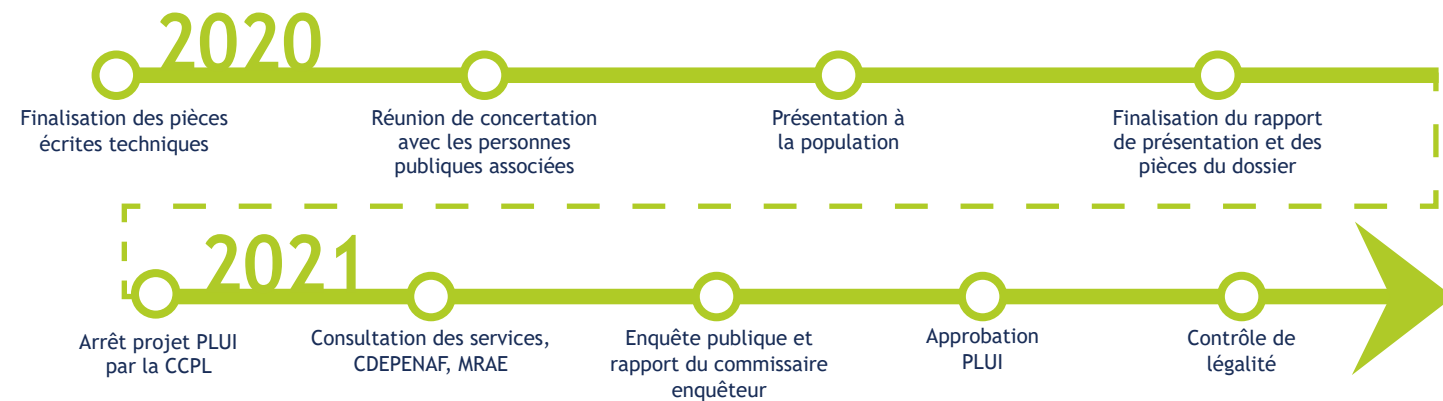 2020
Finalisation des pièces
écrites techniques
Réunion de concertation
avec les personnes
publiques associées
Présentation à
la population
Finalisation du rapport
de présentation et des
pièces du dossier
2021
Arrêt projet PLUI
par la CCPL
Consultation des services,
CDEPENAF, MRAE
Enquête publique et
rapport du commissaire
enquêteur
Approbation
PLUI
Contrôle de
légalité